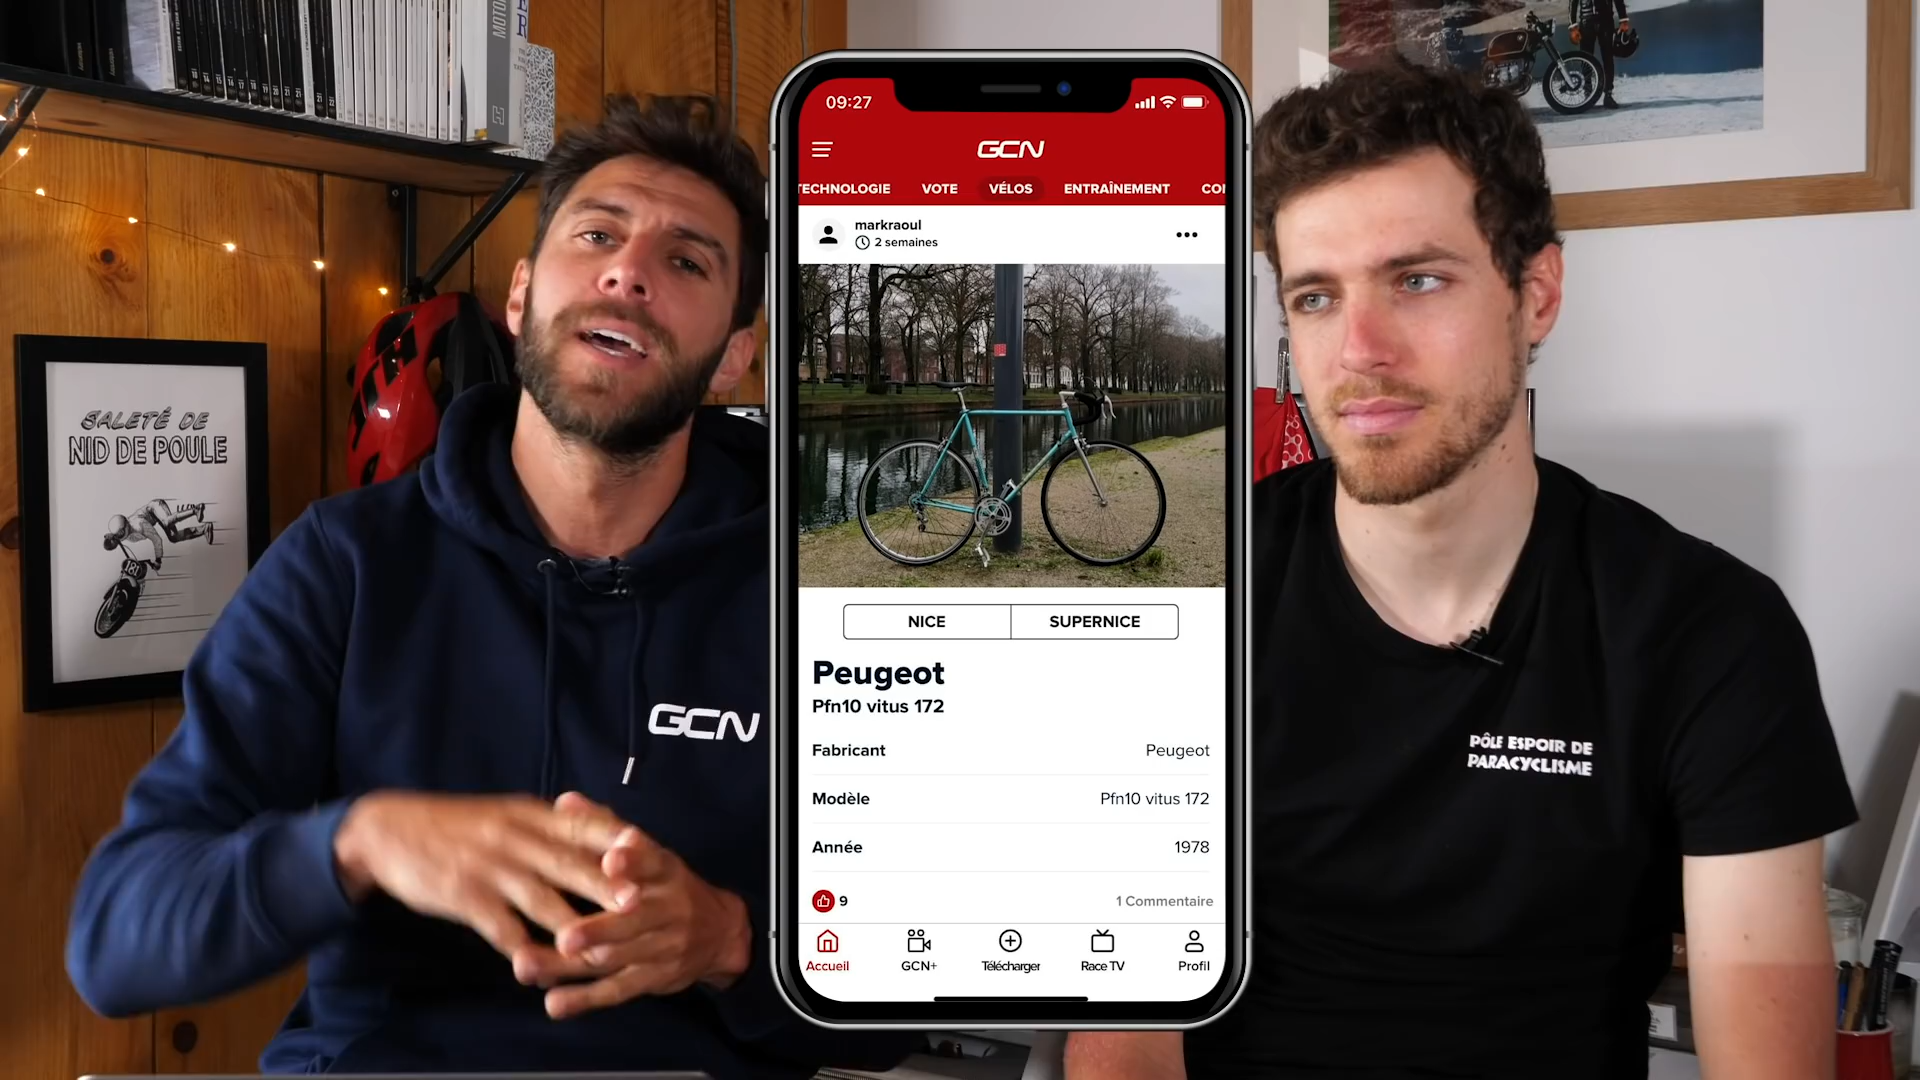 SALETÉ DE
NID DE POULE
181
GCN
09:27
GCN
TECHNOLOGIE VOTE VÉLOS ENTRAÎNEMENT
markraoul
2 semaines
NICE SUPERNICE
Peugeot
Pfn10 vitus 172
Fabricant Peugeot
Modèle Pfn10 vitus 172
Année 1978
9 1 Commentaire
Accueil GCN+ Télécharger Race TV Profil
PÔLE ESPOIR DE
PARACYCLISME